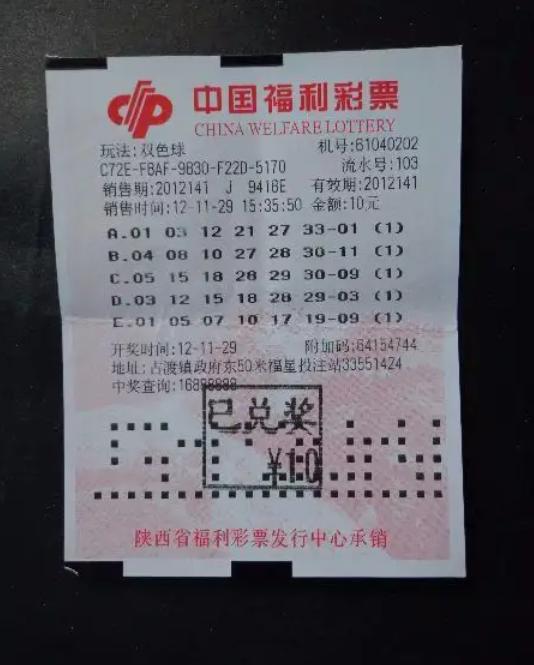 中国福利彩票
CHINA WELFARE LOTTERY
玩法:双色球 机号:61040202
C72E-F8AF-9830-F22D-5170 流水号:103
销售期:2012141 J 9416E 有效期:2012141
销售时间:12-11-29 15:35:50 金额:10元
A.01 03 12 21 27 33-01 (1)
B.04 08 10 27 28 30-11 (1)
C.05 15 18 28 29 30-09 (1)
D.03 12 15 18 28 29-03 (1)
E.01 05 07 10 17 19-09 (1)
开奖时间:12-11-29 附加码:64154744
地址:古渡镇政府东50米福星投注站33551424
中奖查询:16888888
已兑奖
¥10
陕西省福利彩票发行中心承销